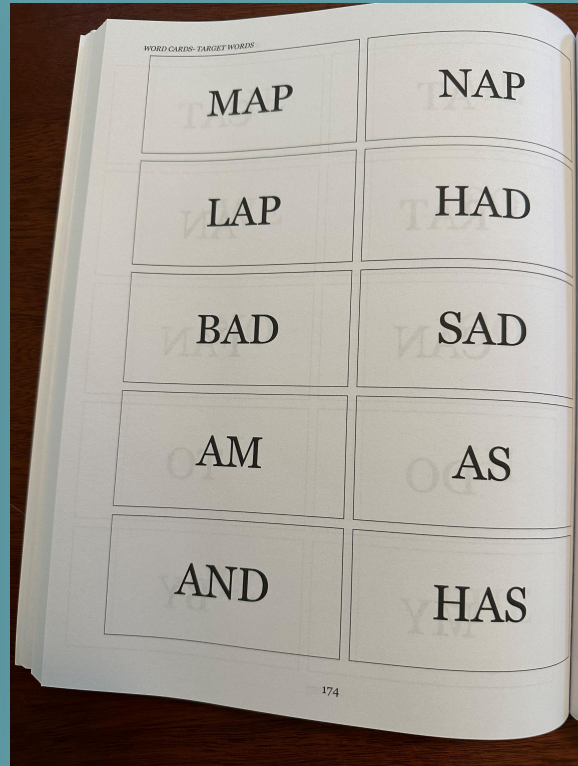 WORD CARDS- TARGET WORDS
MAP NAP
LAP HAD
BAD SAD
AM AS
AND HAS
174